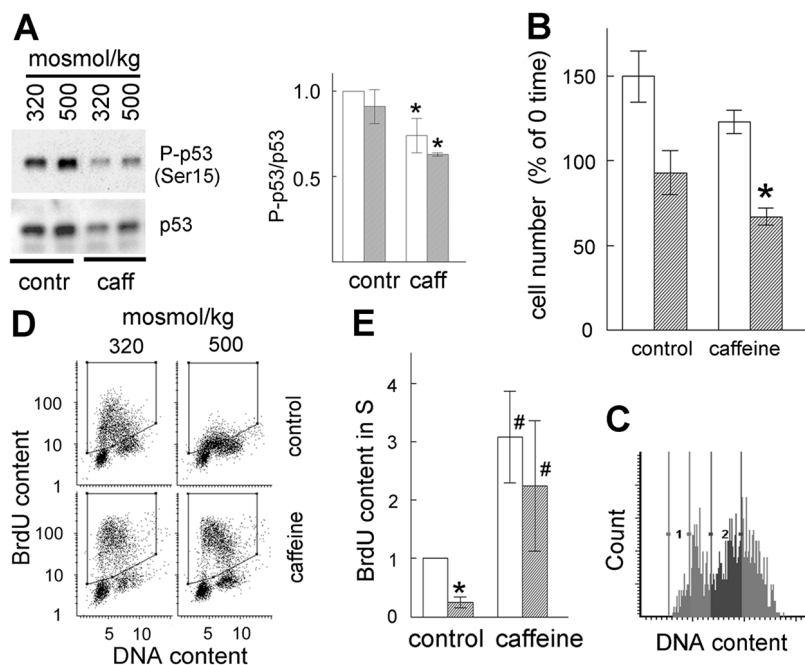 A
mosmol/kg
320 500 320 500
P-p53
(Ser15)
p53
contr caff
P-p53/p53
1.0
0.5
*
*
contr caff
B
cell number (% of 0 time)
150
100
50
0
*
control caffeine
D
mosmol/kg
320 500
BrdU content
100
10
1
100
10
1
control
caffeine
5 10 5 10
DNA content
E
BrdU content in S
4
3
2
1
0
*
#
#
control caffeine
C
Count
1 2
DNA content